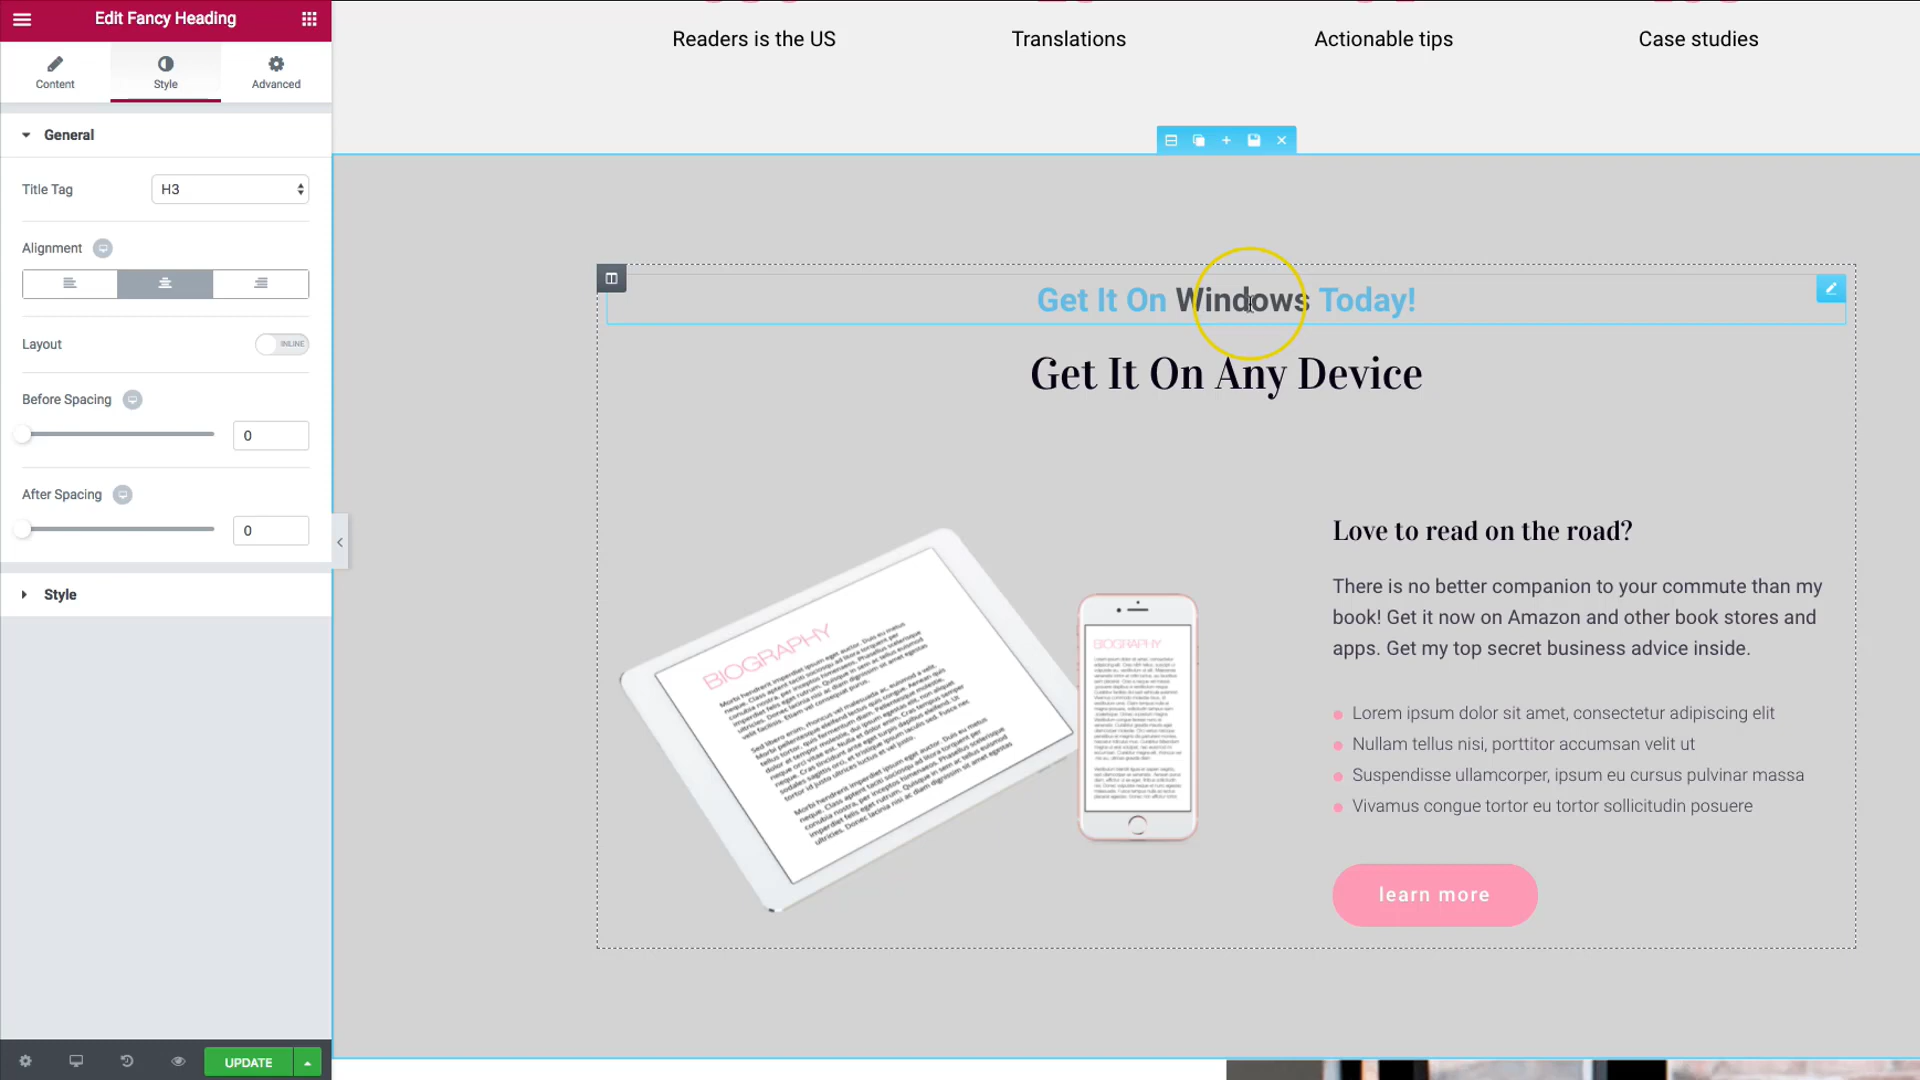 Edit Fancy Heading
Content
Style
Advanced
General
Title Tag
H3
Alignment
Layout
INLINE
Before Spacing
0
After Spacing
0
Style
UPDATE
Readers is the US
Translations
Actionable tips
Case studies
Get It On Windows Today!
Get It On Any Device
BIOGRAPHY
BIOGRAPHY
Love to read on the road?
There is no better companion to your commute than my
book! Get it now on Amazon and other book stores and
apps. Get my top secret business advice inside.
Lorem ipsum dolor sit amet, consectetur adipiscing elit
Nullam tellus nisi, porttitor accumsan velit ut
Suspendisse ullamcorper, ipsum eu cursus pulvinar massa
Vivamus congue tortor eu tortor sollicitudin posuere
learn more